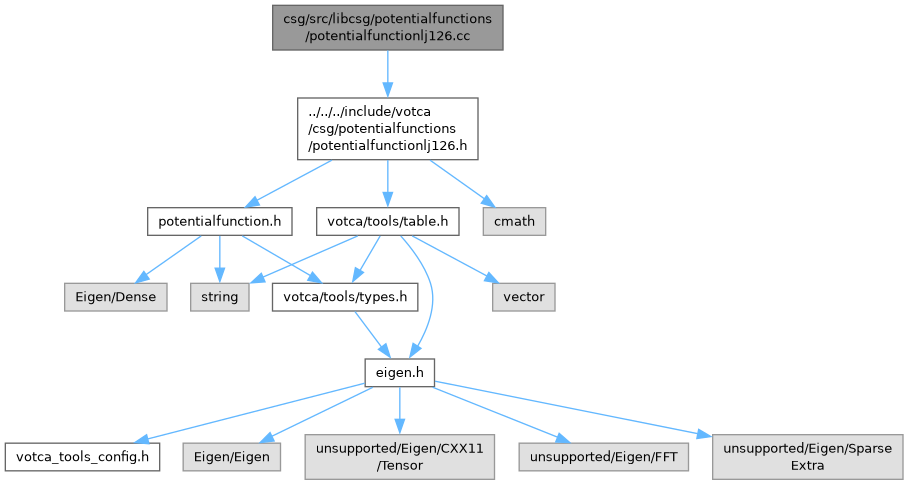 csg/src/libcsg/potentialfunctions
/potentialfunctionlj126.cc
../../../include/votca
/csg/potentialfunctions
/potentialfunctionlj126.h
potentialfunction.h
votca/tools/table.h
cmath
Eigen/Dense
string
votca/tools/types.h
vector
eigen.h
votca_tools_config.h
Eigen/Eigen
unsupported/Eigen/CXX11
/Tensor
unsupported/Eigen/FFT
unsupported/Eigen/Sparse
Extra